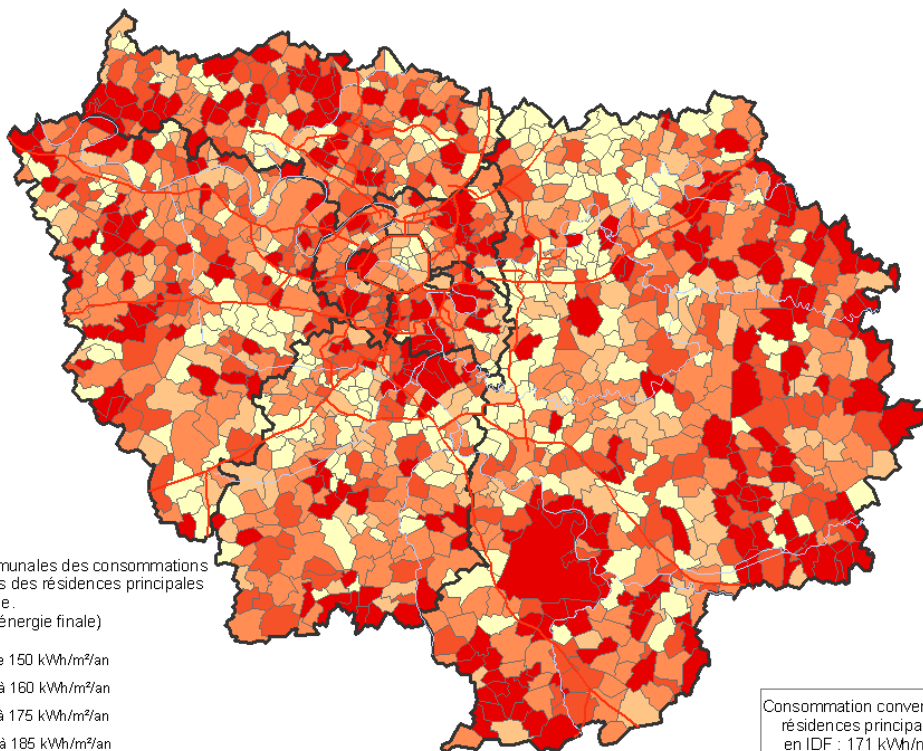 munales des consommations
s des résidences principales
e.
énergie finale)
e 150 kWh/m²/an
à 160 kWh/m²/an
à 175 kWh/m²/an
à 185 kWh/m²/an
Consommation conver
résidences principa
en IDF : 171 kWh/m